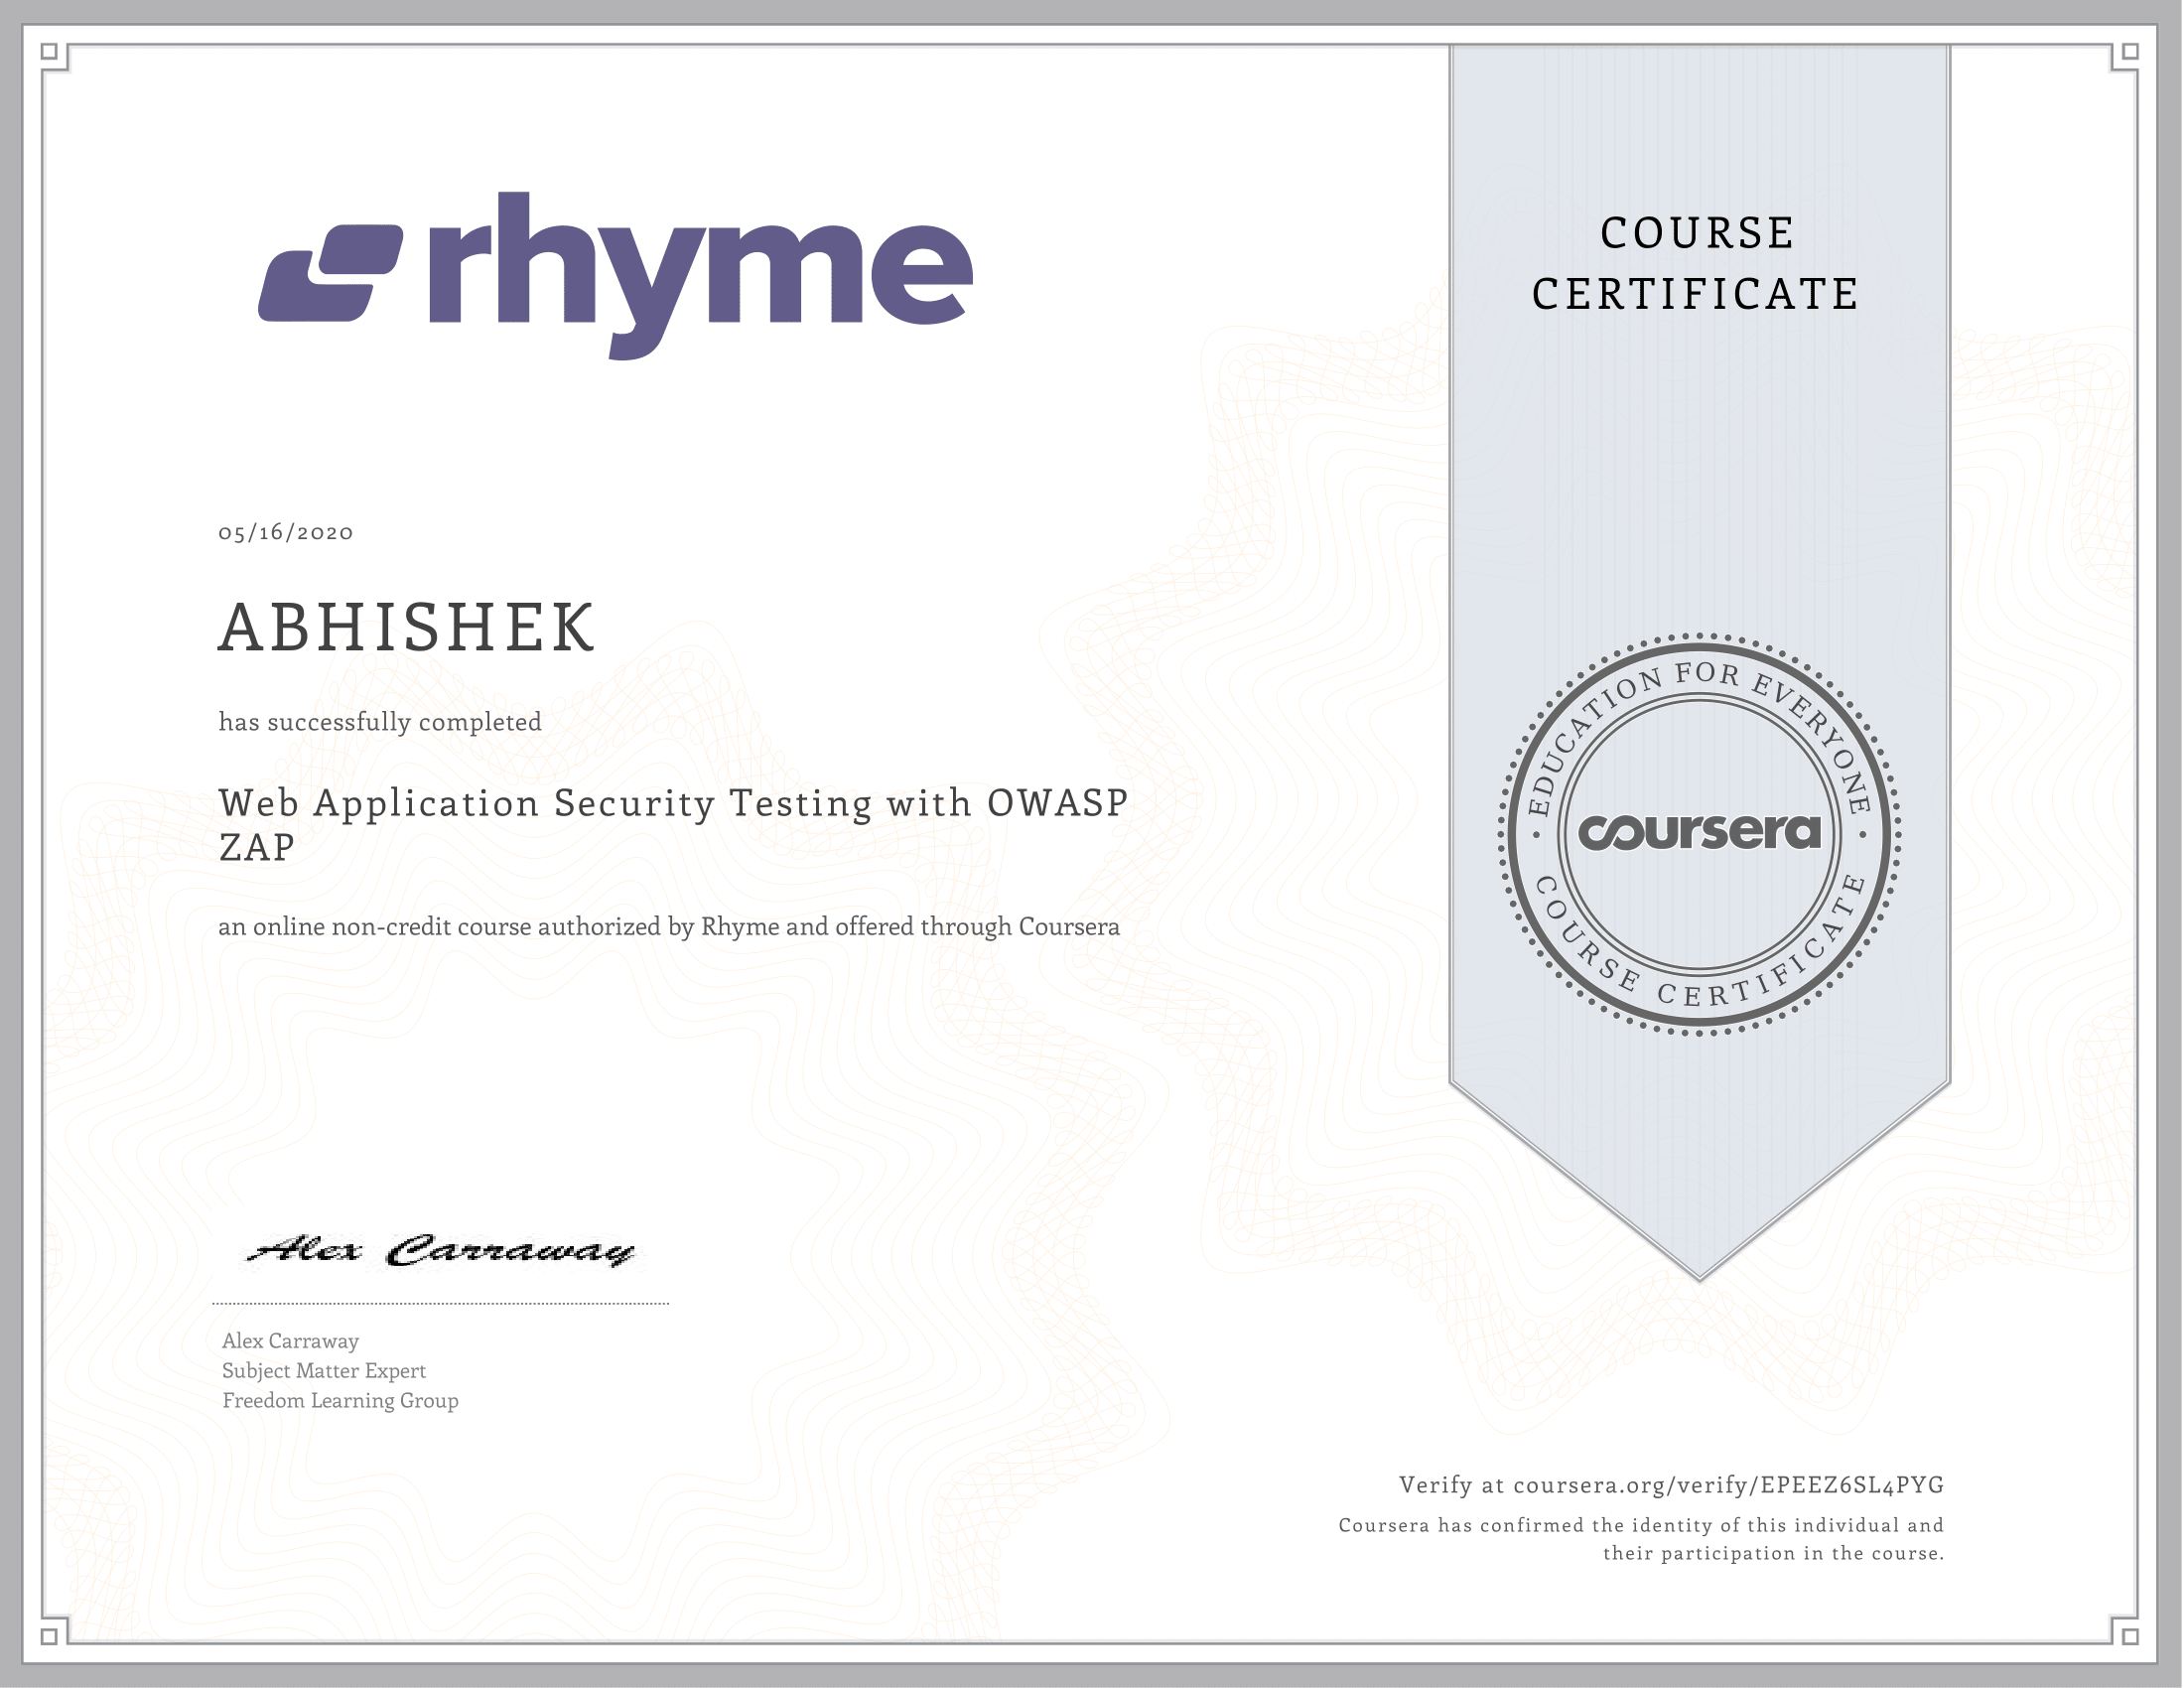 rhyme
COURSE
CERTIFICATE
05/16/2020
ABHISHEK
has successfully completed
Web Application Security Testing with OWASP
ZAP
an online non-credit course authorized by Rhyme and offered through Coursera
EDUCATION FOR EVERYONE
coursera
COURSE CERTIFICATE
Alex Carraway
Alex Carraway
Subject Matter Expert
Freedom Learning Group
Verify at coursera.org/verify/EPEEZ6SL4PYG
Coursera has confirmed the identity of this individual and
their participation in the course.